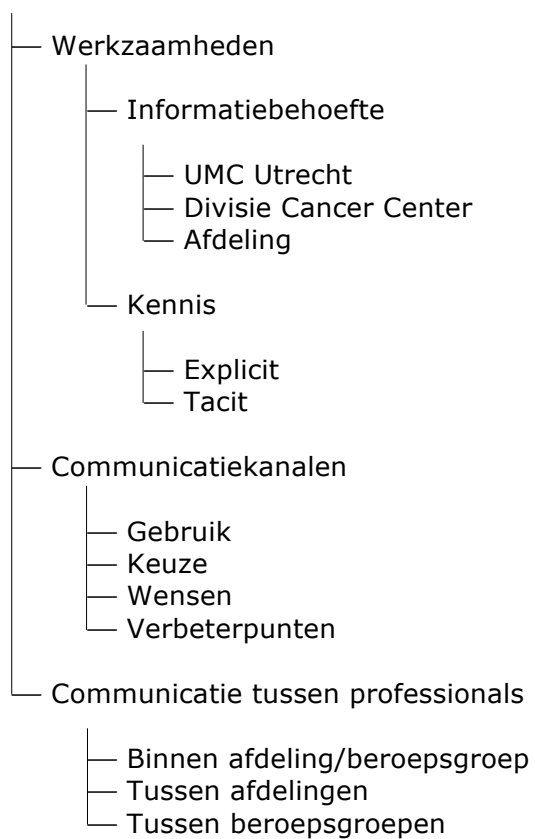 Werkzaamheden
Informatiebehoefte
UMC Utrecht
Divisie Cancer Center
Afdeling
Kennis
Explicit
Tacit
Communicatiekanalen
Gebruik
Keuze
Wensen
Verbeterpunten
Communicatie tussen professionals
Binnen afdeling/beroepsgroep
Tussen afdelingen
Tussen beroepsgroepen